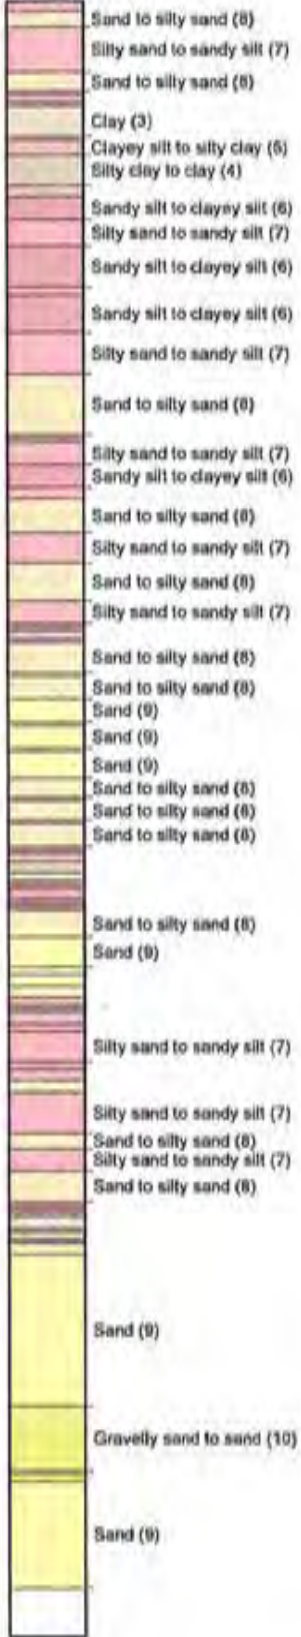 Sand to silty sand (8)
Silty sand to sandy silt (7)
Sand to silty sand (8)
Clay (3)
Clayey silt to silty clay (5)
Silty clay to clay (4)
Sandy silt to clayey silt (6)
Silty sand to sandy silt (7)
Sandy silt to clayey silt (6)
Sandy silt to clayey silt (6)
Silty sand to sandy silt (7)
Sand to silty sand (8)
Silty sand to sandy silt (7)
Sandy silt to clayey silt (6)
Sand to silty sand (8)
Silty sand to sandy silt (7)
Sand to silty sand (8)
Silty sand to sandy silt (7)
Sand to silty sand (8)
Sand to silty sand (8)
Sand (9)
Sand (9)
Sand (9)
Sand to silty sand (8)
Sand to silty sand (8)
Sand to silty sand (8)
Sand to silty sand (8)
Sand (9)
Silty sand to sandy silt (7)
Silty sand to sandy silt (7)
Sand to silty sand (8)
Silty sand to sandy silt (7)
Sand to silty sand (8)
Sand (9)
Gravelly sand to sand (10)
Sand (9)